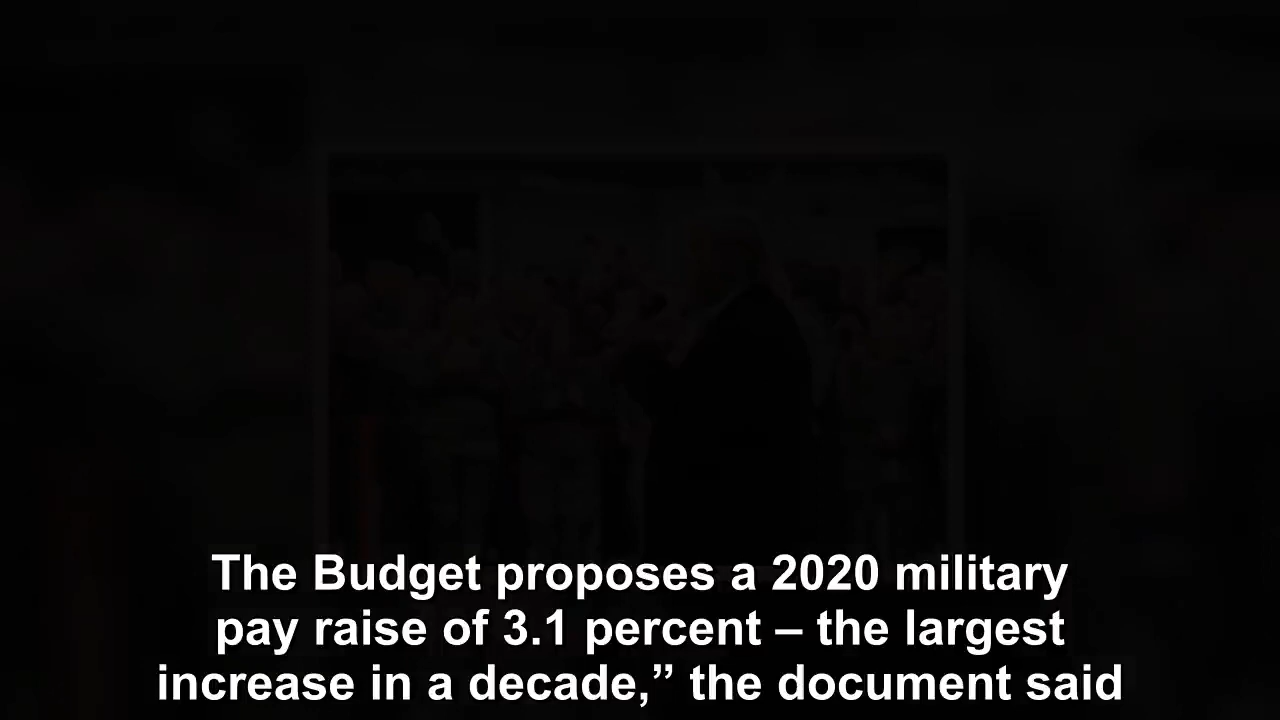 The Budget proposes a 2020 military
pay raise of 3.1 percent – the largest
increase in a decade,” the document said